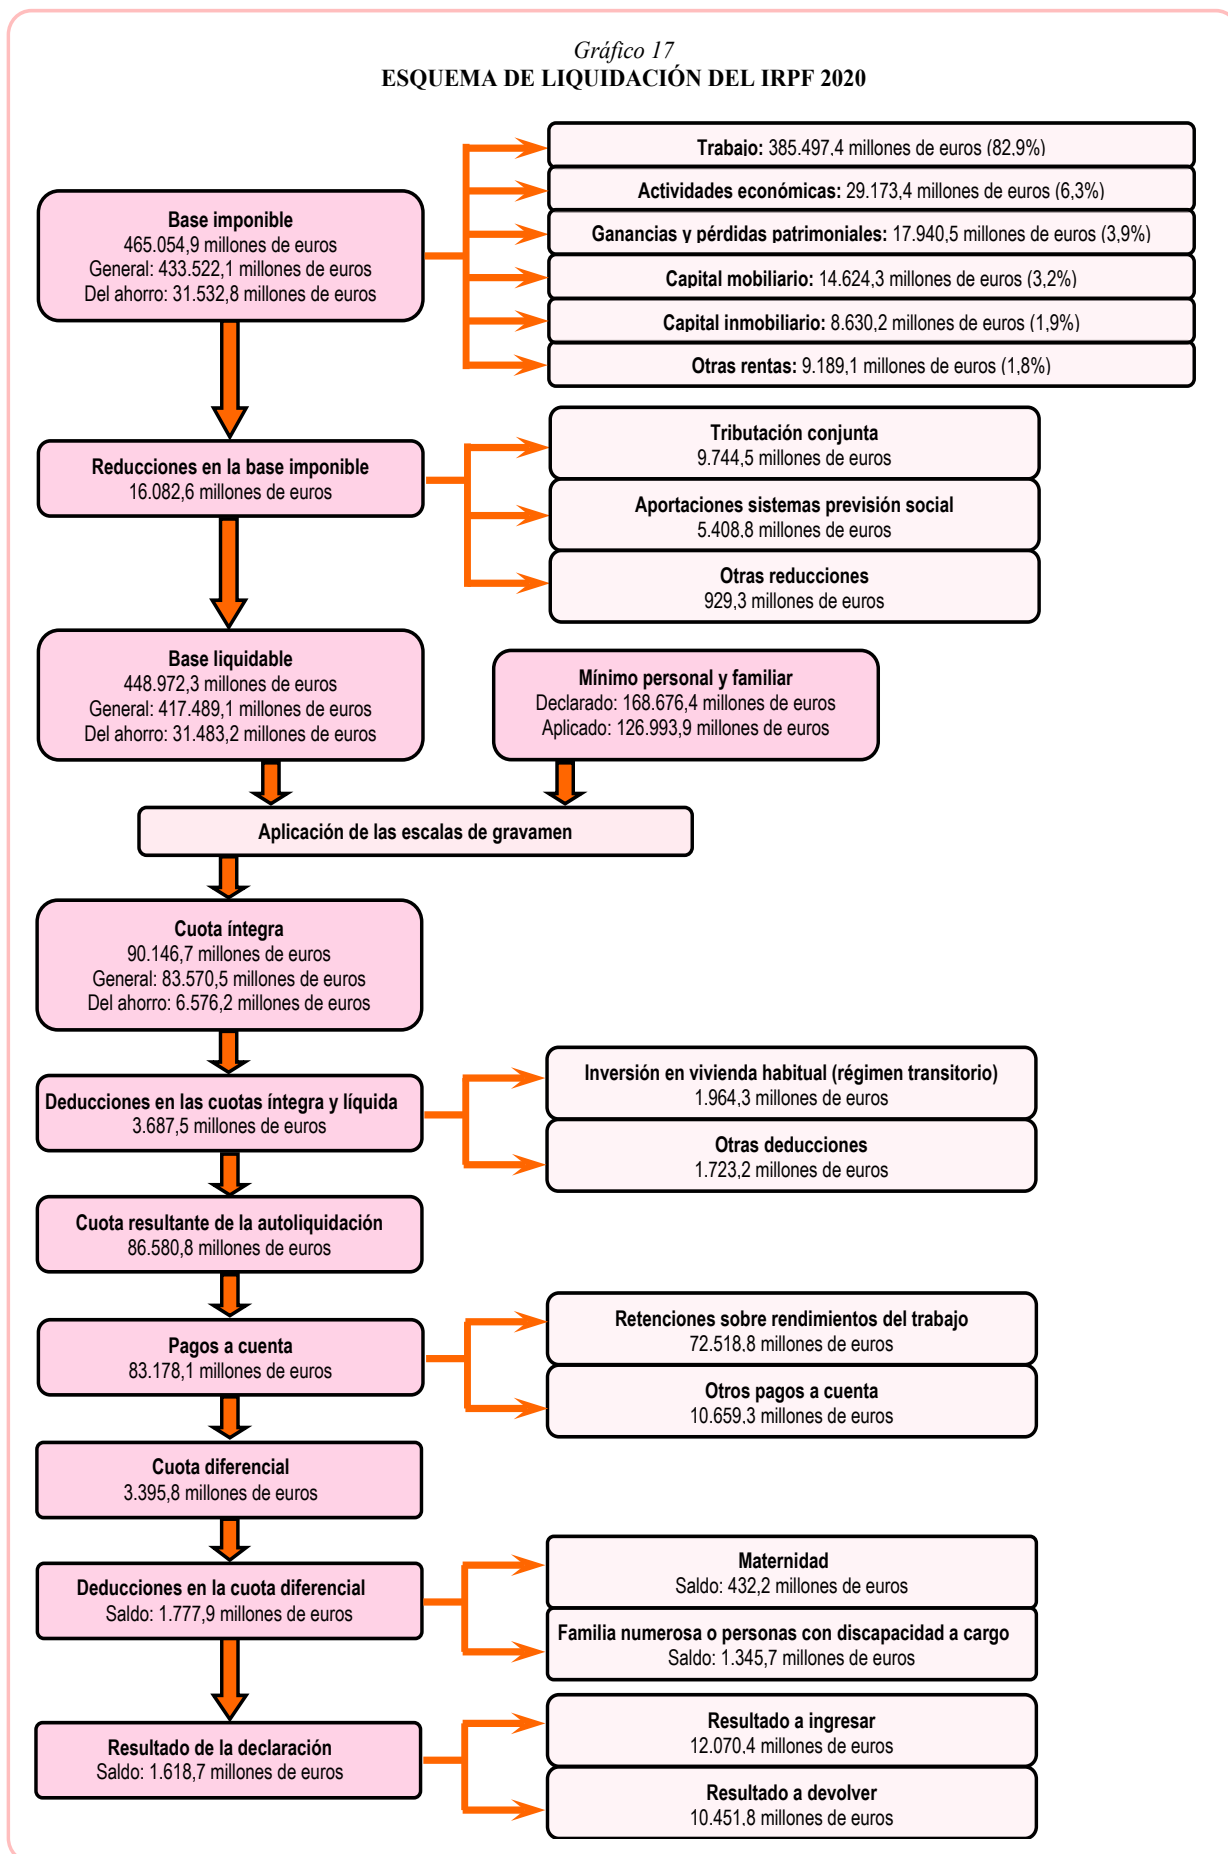 Gráfico 17
ESQUEMA DE LIQUIDACIÓN DEL IRPF 2020
Base imponible
465.054,9 millones de euros
General: 433.522,1 millones de euros
Del ahorro: 31.532,8 millones de euros
Trabajo: 385.497,4 millones de euros (82,9%)
Actividades económicas: 29.173,4 millones de euros (6,3%)
Ganancias y pérdidas patrimoniales: 17.940,5 millones de euros (3,9%)
Capital mobiliario: 14.624,3 millones de euros (3,2%)
Capital inmobiliario: 8.630,2 millones de euros (1,9%)
Otras rentas: 9.189,1 millones de euros (1,8%)
Reducciones en la base imponible
16.082,6 millones de euros
Tributación conjunta
9.744,5 millones de euros
Aportaciones sistemas previsión social
5.408,8 millones de euros
Otras reducciones
929,3 millones de euros
Base liquidable
448.972,3 millones de euros
General: 417.489,1 millones de euros
Del ahorro: 31.483,2 millones de euros
Mínimo personal y familiar
Declarado: 168.676,4 millones de euros
Aplicado: 126.993,9 millones de euros
Aplicación de las escalas de gravamen
Cuota íntegra
90.146,7 millones de euros
General: 83.570,5 millones de euros
Del ahorro: 6.576,2 millones de euros
Deducciones en las cuotas íntegra y líquida
3.687,5 millones de euros
Inversión en vivienda habitual (régimen transitorio)
1.964,3 millones de euros
Otras deducciones
1.723,2 millones de euros
Cuota resultante de la autoliquidación
86.580,8 millones de euros
Pagos a cuenta
83.178,1 millones de euros
Retenciones sobre rendimientos del trabajo
72.518,8 millones de euros
Otros pagos a cuenta
10.659,3 millones de euros
Cuota diferencial
3.395,8 millones de euros
Deducciones en la cuota diferencial
Saldo: 1.777,9 millones de euros
Maternidad
Saldo: 432,2 millones de euros
Familia numerosa o personas con discapacidad a cargo
Saldo: 1.345,7 millones de euros
Resultado de la declaración
Saldo: 1.618,7 millones de euros
Resultado a ingresar
12.070,4 millones de euros
Resultado a devolver
10.451,8 millones de euros